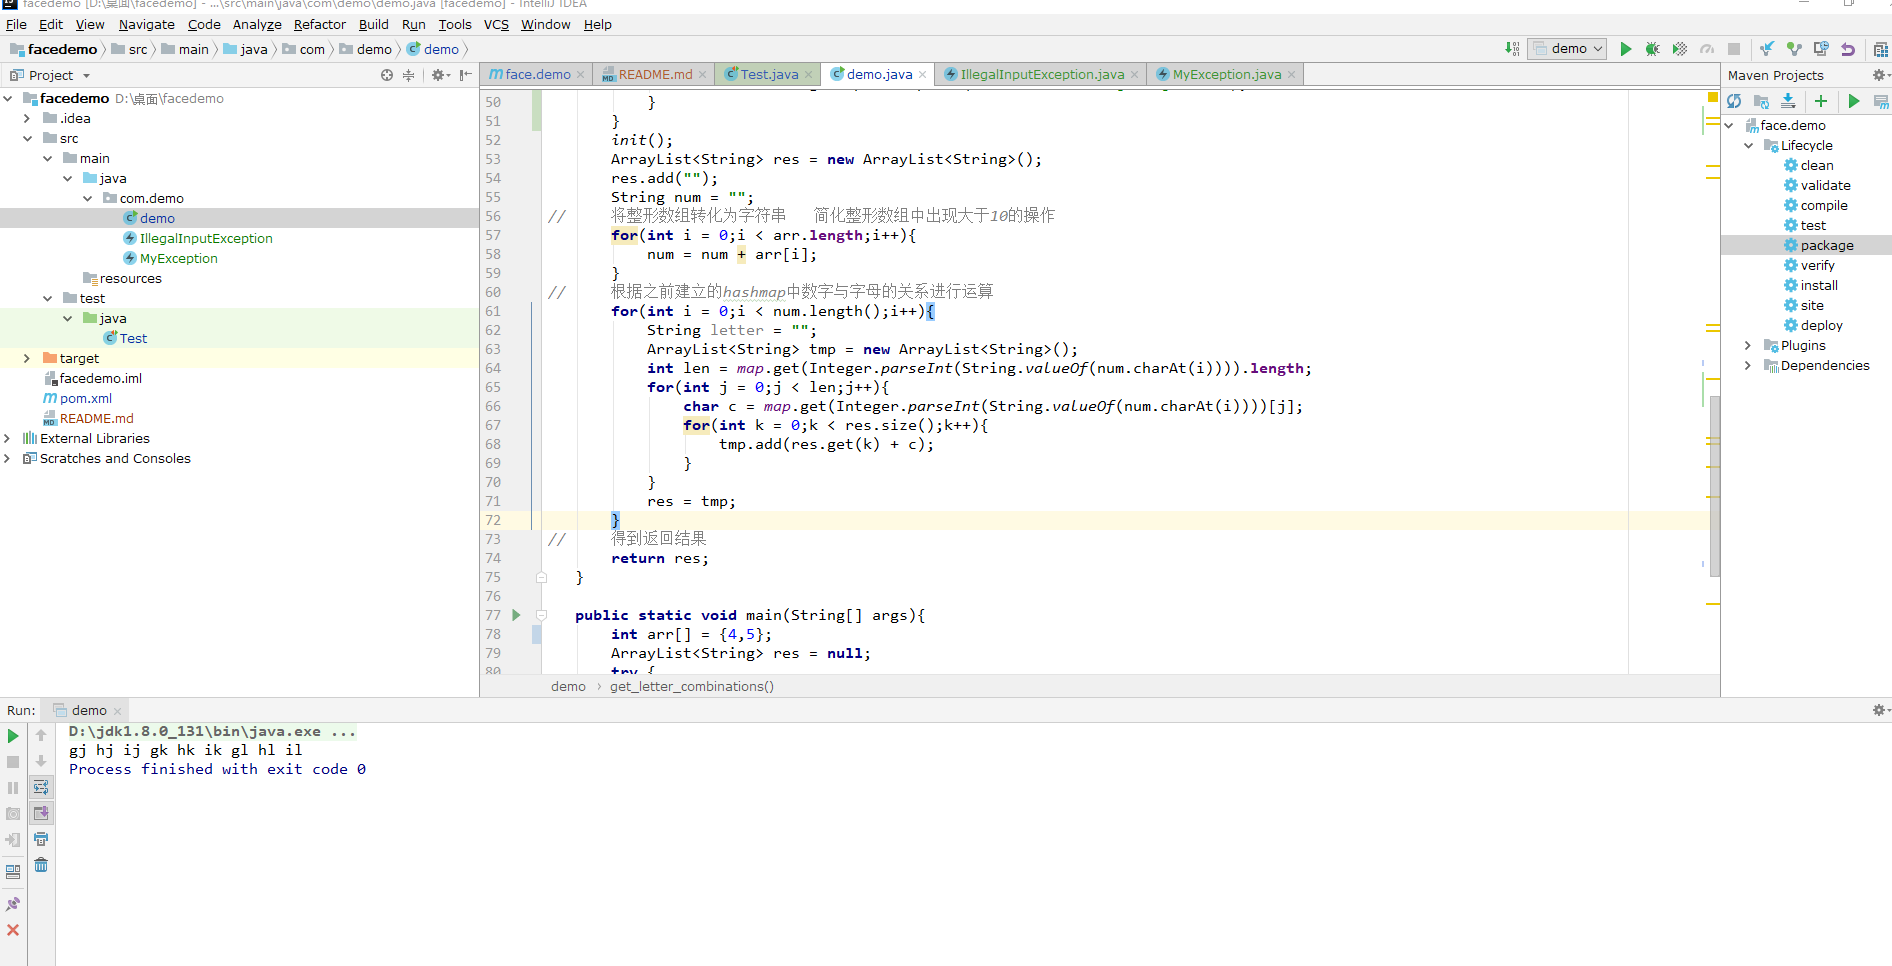 facedemo [D:\桌面\facedemo] - ...\src\main\java\com\demo\demo.java [facedemo] - IntelliJ IDEA
File Edit View Navigate Code Analyze Refactor Build Run Tools VCS Window Help
facedemo src main java com demo demo
demo
Project
face.demo README.md Test.java demo.java IllegalInputException.java MyException.java
Maven Projects
facedemo D:\桌面\facedemo
.idea
src
main
java
com.demo
demo
IllegalInputException
MyException
resources
test
java
Test
target
facedemo.iml
pom.xml
README.md
External Libraries
Scratches and Consoles
50 }
51 }
52 init();
53 ArrayList<String> res = new ArrayList<String>();
54 res.add("");
55 String num = "";
56 // 将整形数组转化为字符串 简化整形数组中出现大于10的操作
57 for(int i = 0;i < arr.length;i++){
58 num = num + arr[i];
59 }
60 // 根据之前建立的hashmap中数字与字母的关系进行运算
61 for(int i = 0;i < num.length();i++){
62 String letter = "";
63 ArrayList<String> tmp = new ArrayList<String>();
64 int len = map.get(Integer.parseInt(String.valueOf(num.charAt(i)))).length;
65 for(int j = 0;j < len;j++){
66 char c = map.get(Integer.parseInt(String.valueOf(num.charAt(i))))[j];
67 for(int k = 0;k < res.size();k++){
68 tmp.add(res.get(k) + c);
69 }
70 }
71 res = tmp;
72 }
73 // 得到返回结果
74 return res;
75 }
76
77 public static void main(String[] args){
78 int arr[] = {4,5};
79 ArrayList<String> res = null;
80 try {
demo get_letter_combinations()
face.demo
Lifecycle
clean
validate
compile
test
package
verify
install
site
deploy
Plugins
Dependencies
Run: demo
D:\jdk1.8.0_131\bin\java.exe ...
gj hj ij gk hk ik gl hl il
Process finished with exit code 0